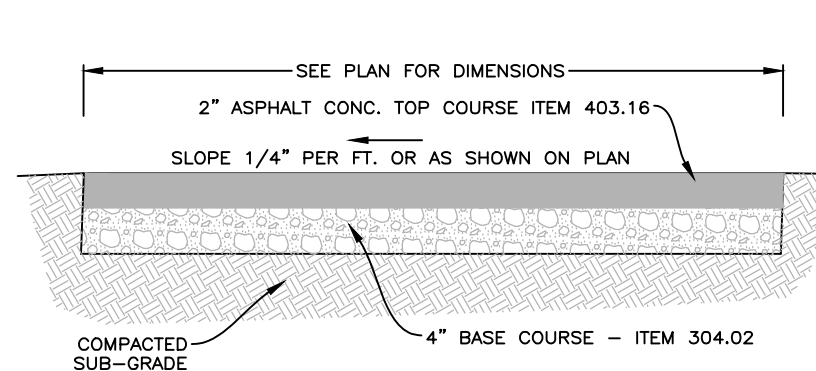 SEE PLAN FOR DIMENSIONS
2" ASPHALT CONC. TOP COURSE ITEM 403.16
SLOPE 1/4" PER FT. OR AS SHOWN ON PLAN
4" BASE COURSE – ITEM 304.02
COMPACTED
SUB–GRADE